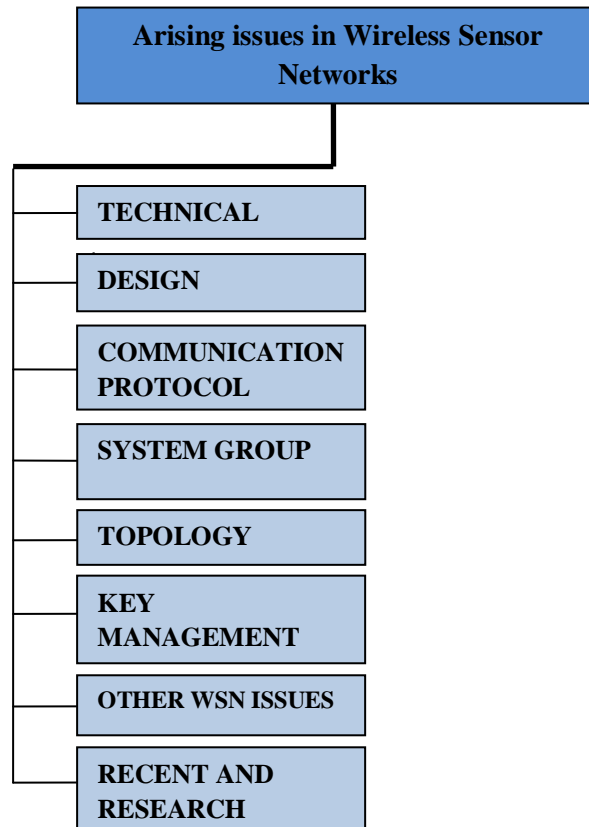 Arising issues in Wireless Sensor
Networks
TECHNICAL
DESIGN
COMMUNICATION
PROTOCOL
SYSTEM GROUP
TOPOLOGY
KEY
MANAGEMENT
OTHER WSN ISSUES
RECENT AND
RESEARCH